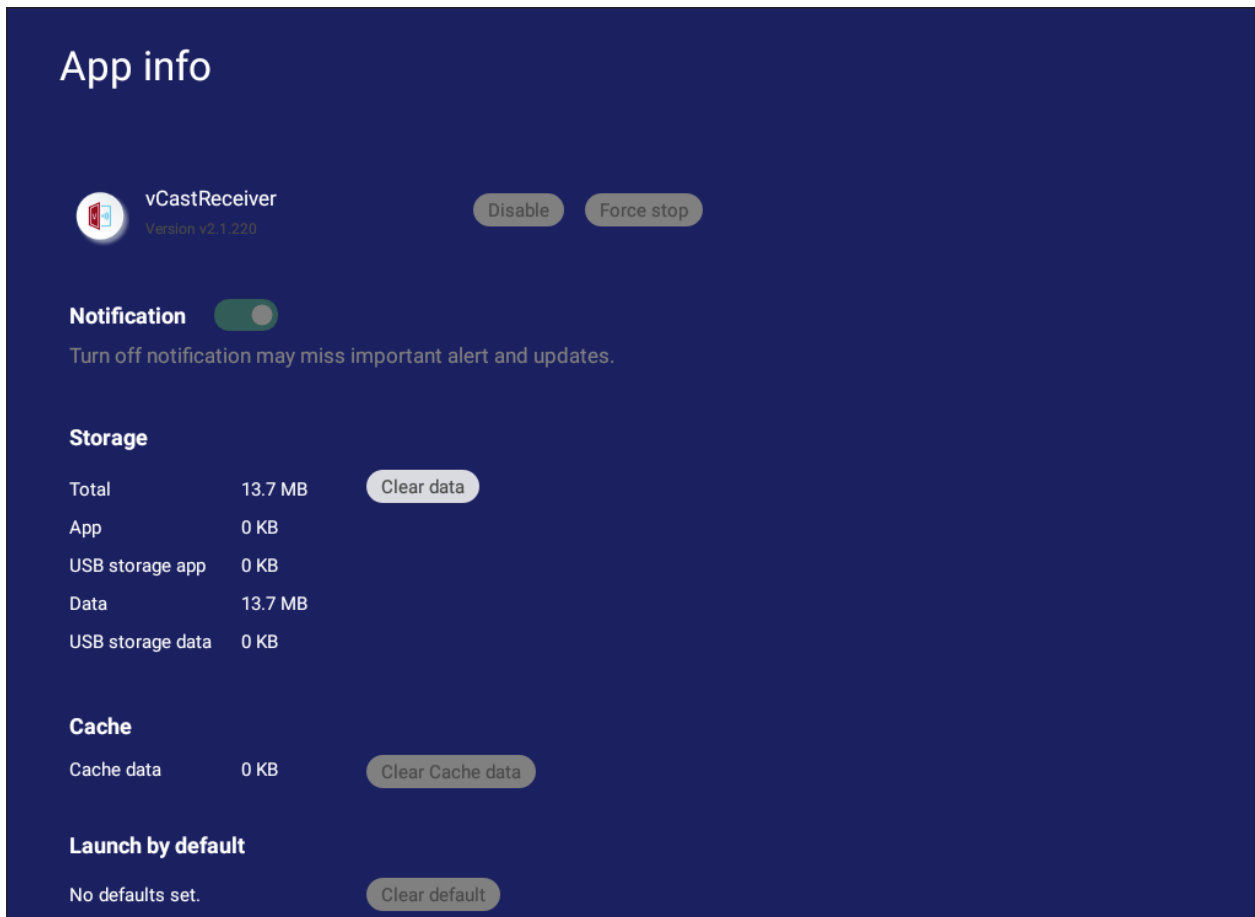 App info
vCastReceiver
Version v2.1.220
Disable
Force stop
Notification
Turn off notification may miss important alert and updates.
Storage
Total 13.7 MB Clear data
App 0 KB
USB storage app 0 KB
Data 13.7 MB
USB storage data 0 KB
Cache
Cache data 0 KB Clear Cache data
Launch by default
No defaults set. Clear default